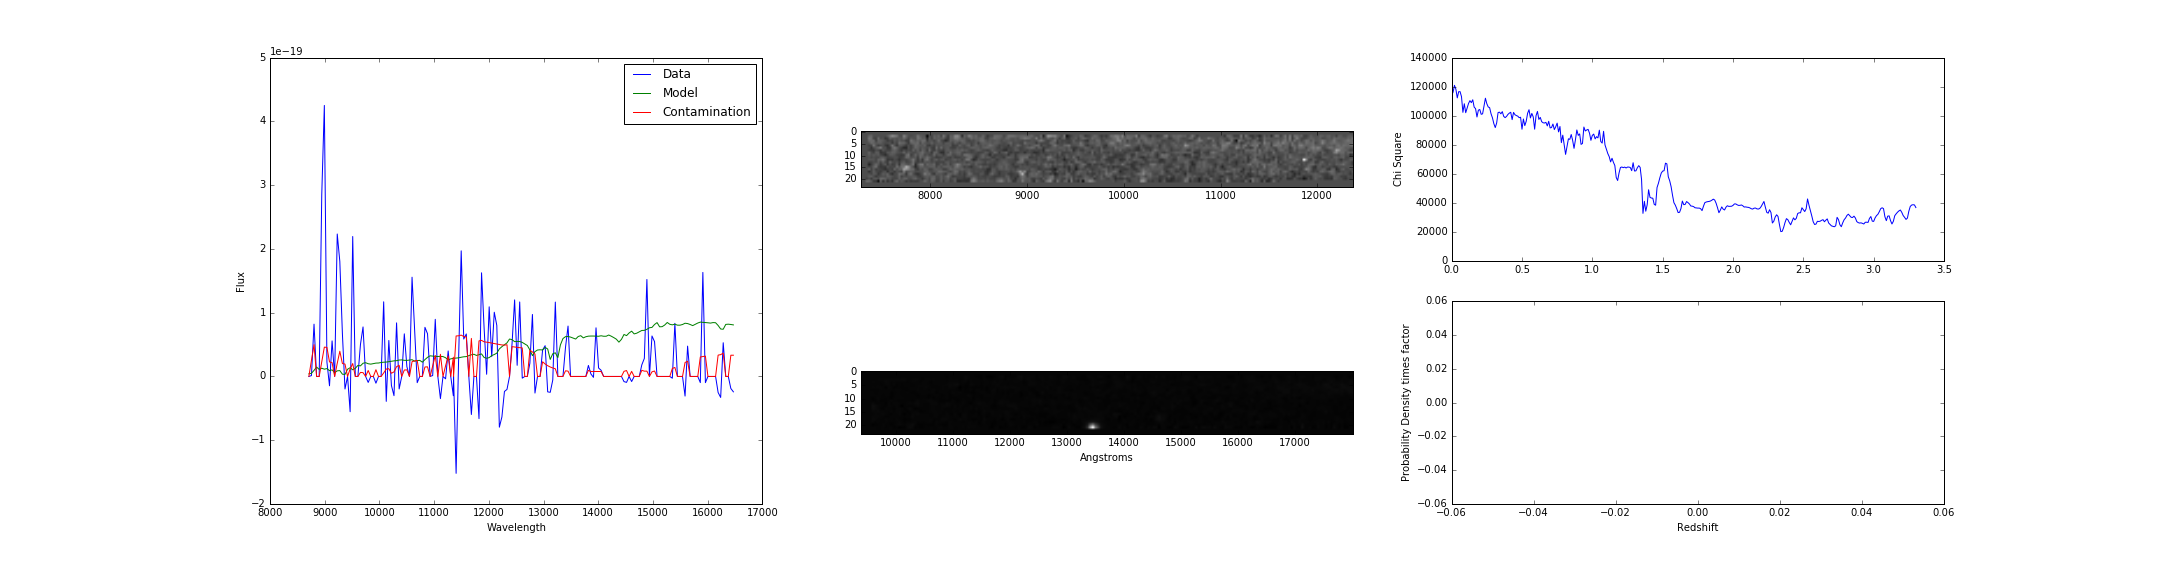 1e−19
5
4
3
2
1
0
−1
−2
Flux
8000 9000 10000 11000 12000 13000 14000 15000 16000 17000
Wavelength
Data
Model
Contamination
0
5
10
15
20
8000 9000 10000 11000 12000
0
5
10
15
20
10000 11000 12000 13000 14000 15000 16000 17000
Angstroms
140000
120000
100000
80000
60000
40000
20000
0
Chi Square
0.0 0.5 1.0 1.5 2.0 2.5 3.0 3.5
0.06
0.04
0.02
0.00
−0.02
−0.04
−0.06
Probability Density times factor
−0.06 −0.04 −0.02 0.00 0.02 0.04 0.06
Redshift